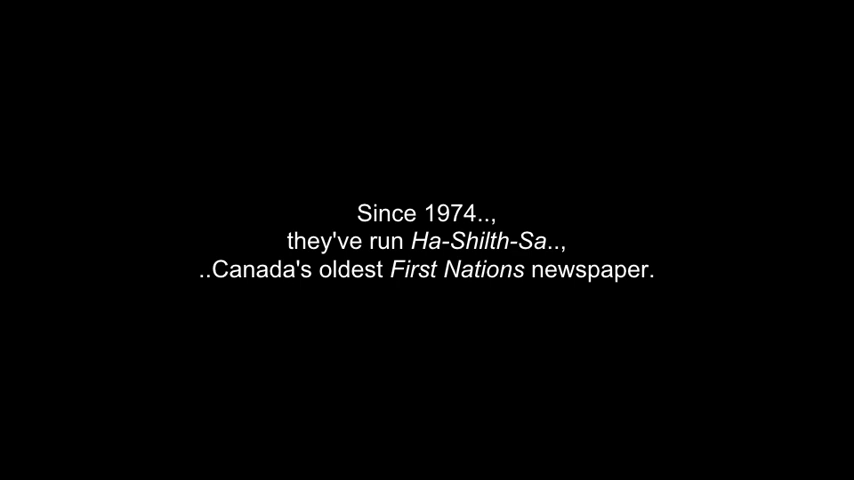 Since 1974..,
they've run Ha-Shilth-Sa..,
..Canada's oldest First Nations newspaper.